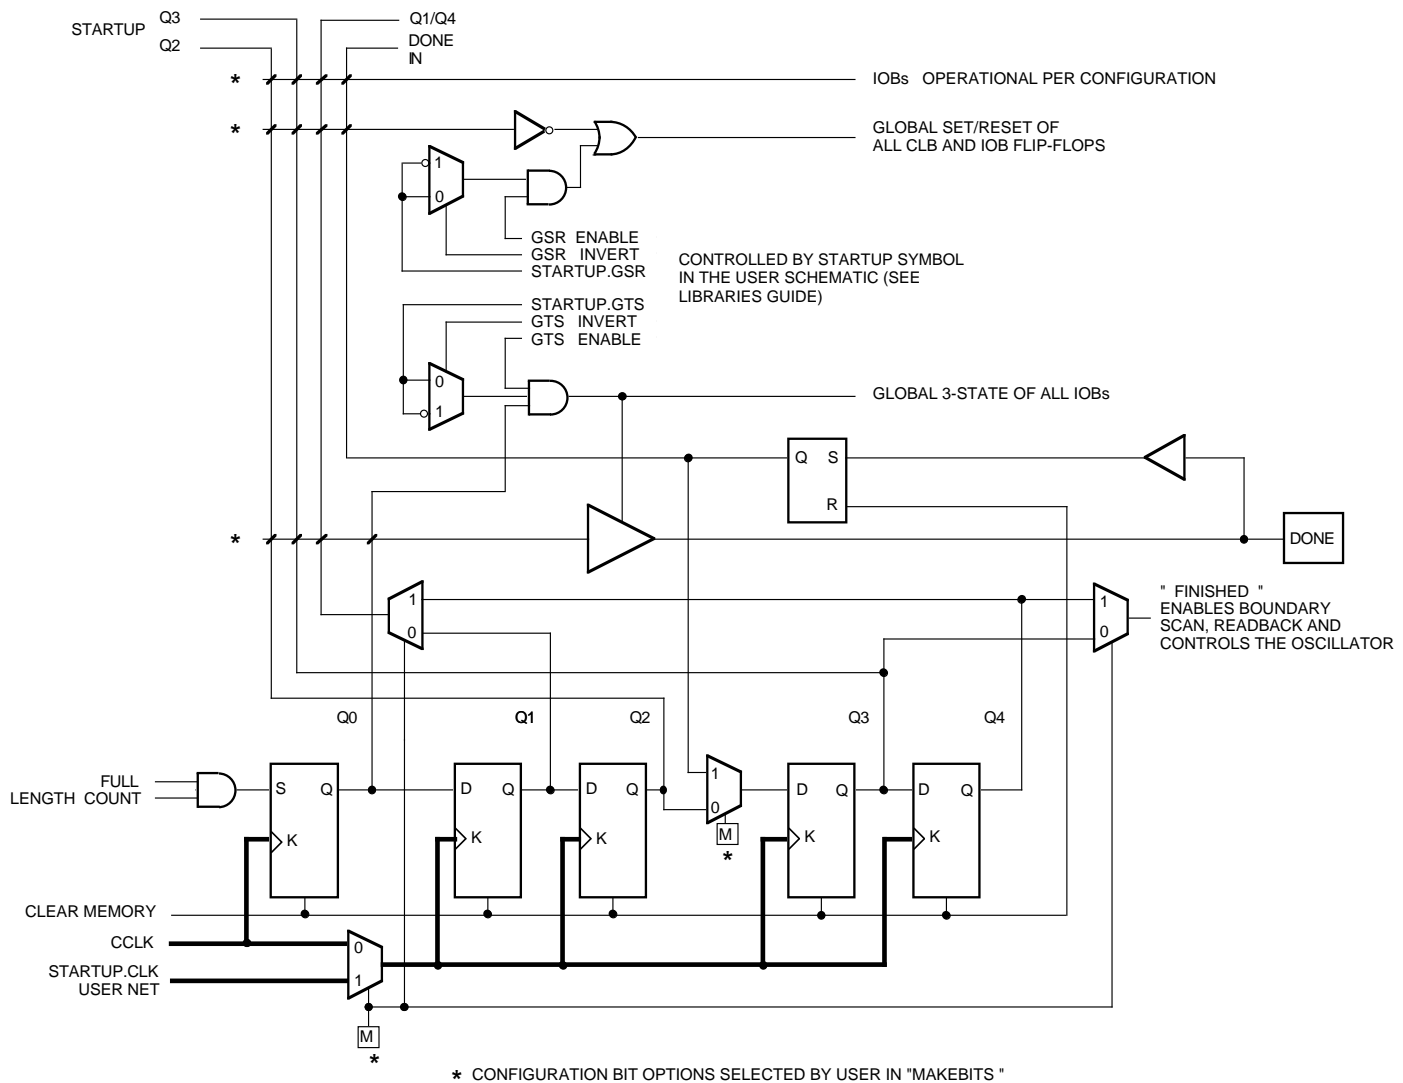 STARTUP Q3
Q2
Q1/Q4
DONE
IN
* IOBs OPERATIONAL PER CONFIGURATION
* GLOBAL SET/RESET OF
ALL CLB AND IOB FLIP-FLOPS
1
0
GSR ENABLE
GSR INVERT
STARTUP.GSR
CONTROLLED BY STARTUP SYMBOL
IN THE USER SCHEMATIC (SEE
LIBRARIES GUIDE)
STARTUP.GTS
GTS INVERT
GTS ENABLE
0
1
GLOBAL 3-STATE OF ALL IOBs
Q S
R
* DONE
1
0
1
0
" FINISHED "
ENABLES BOUNDARY
SCAN, READBACK AND
CONTROLS THE OSCILLATOR
Q0 Q1 Q2 Q3 Q4
FULL
LENGTH COUNT
S Q
K
D Q
K
D Q
K
1
0
M
*
D Q
K
D Q
K
CLEAR MEMORY
CCLK
STARTUP.CLK
USER NET
0
1
M
*
* CONFIGURATION BIT OPTIONS SELECTED BY USER IN "MAKEBITS "